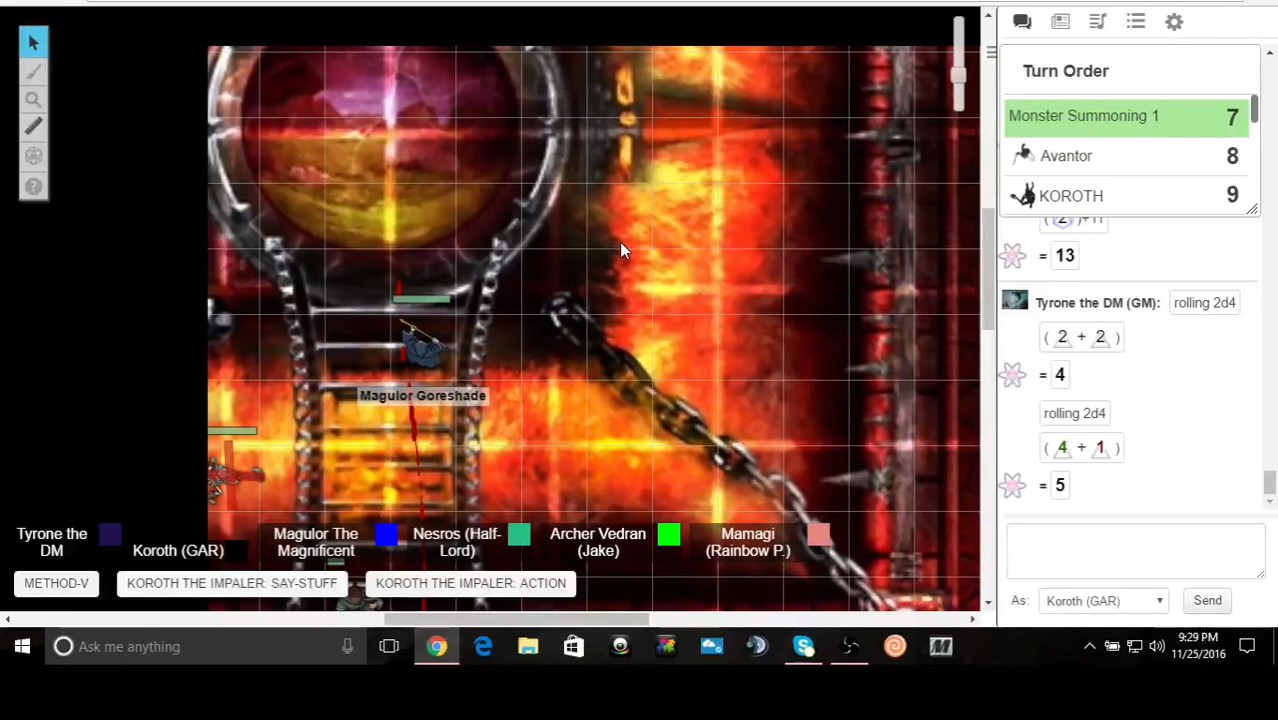 Turn Order
Monster Summoning 1 7
Avantor 8
KOROTH 9
= 13
Tyrone the DM (GM): rolling 2d4
( 2 + 2 )
= 4
rolling 2d4
( 4 + 1 )
= 5
Magulor Goreshade
Tyrone the
DM
Koroth (GAR)
Magulor The
Magnificent
Nesros (Half-
Lord)
Archer Vedran
(Jake)
Mamagi
(Rainbow P.)
METHOD-V
KOROTH THE IMPALER: SAY-STUFF
KOROTH THE IMPALER: ACTION
As: Koroth (GAR) Send
Ask me anything
9:29 PM
11/25/2016